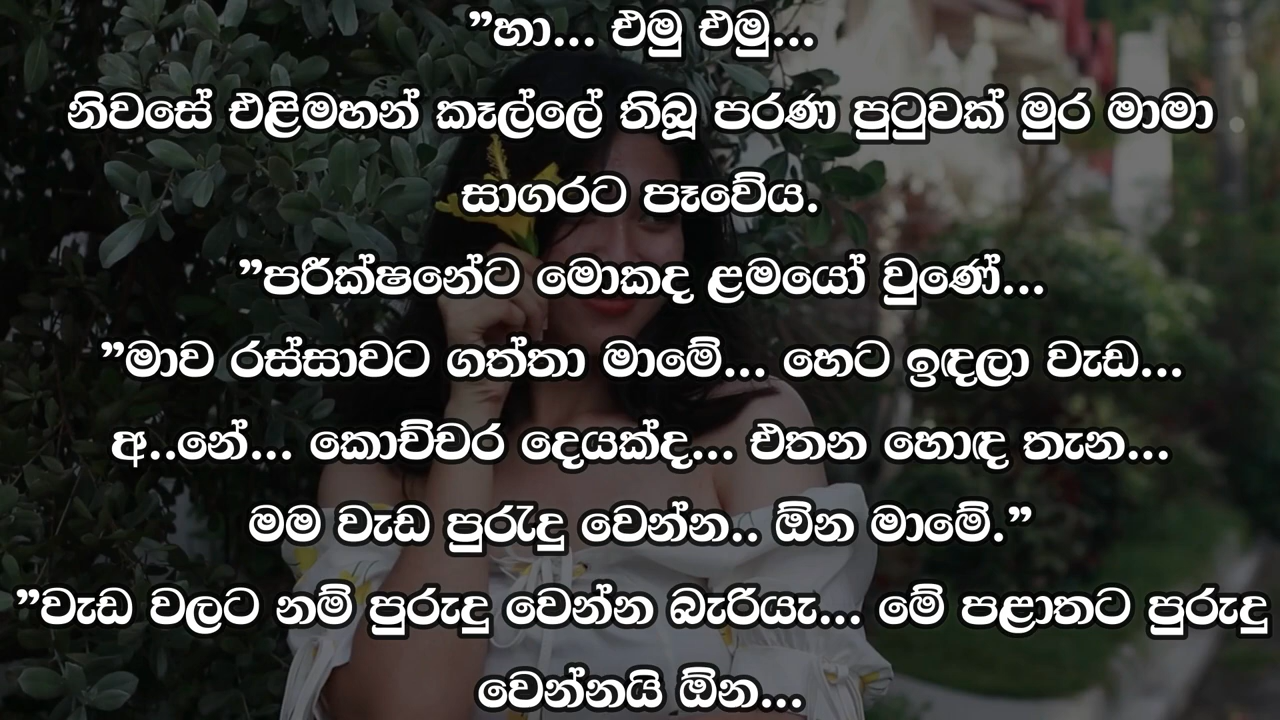 ”හා... එමු එමු...
නිවසේ එළිමහන් කෑල්ලේ තිබූ පරණ පුටුවක් මුර මාමා
සාගරට පෑවේය.
”පරීක්ෂනේට මොකද ළමයෝ වුණේ...
”මාව රස්සාවට ගත්තා මාමේ... හෙට ඉඳලා වැඩ...
අ..නේ... කොච්චර දෙයක්ද... එතන හොඳ තැන...
මම වැඩ පුරැදු වෙන්න.. ඕන මාමේ.”
”වැඩ වලට නම් පුරුදු වෙන්න බැරියැ... මේ පළාතට පුරුදු
වෙන්නයි ඕන...